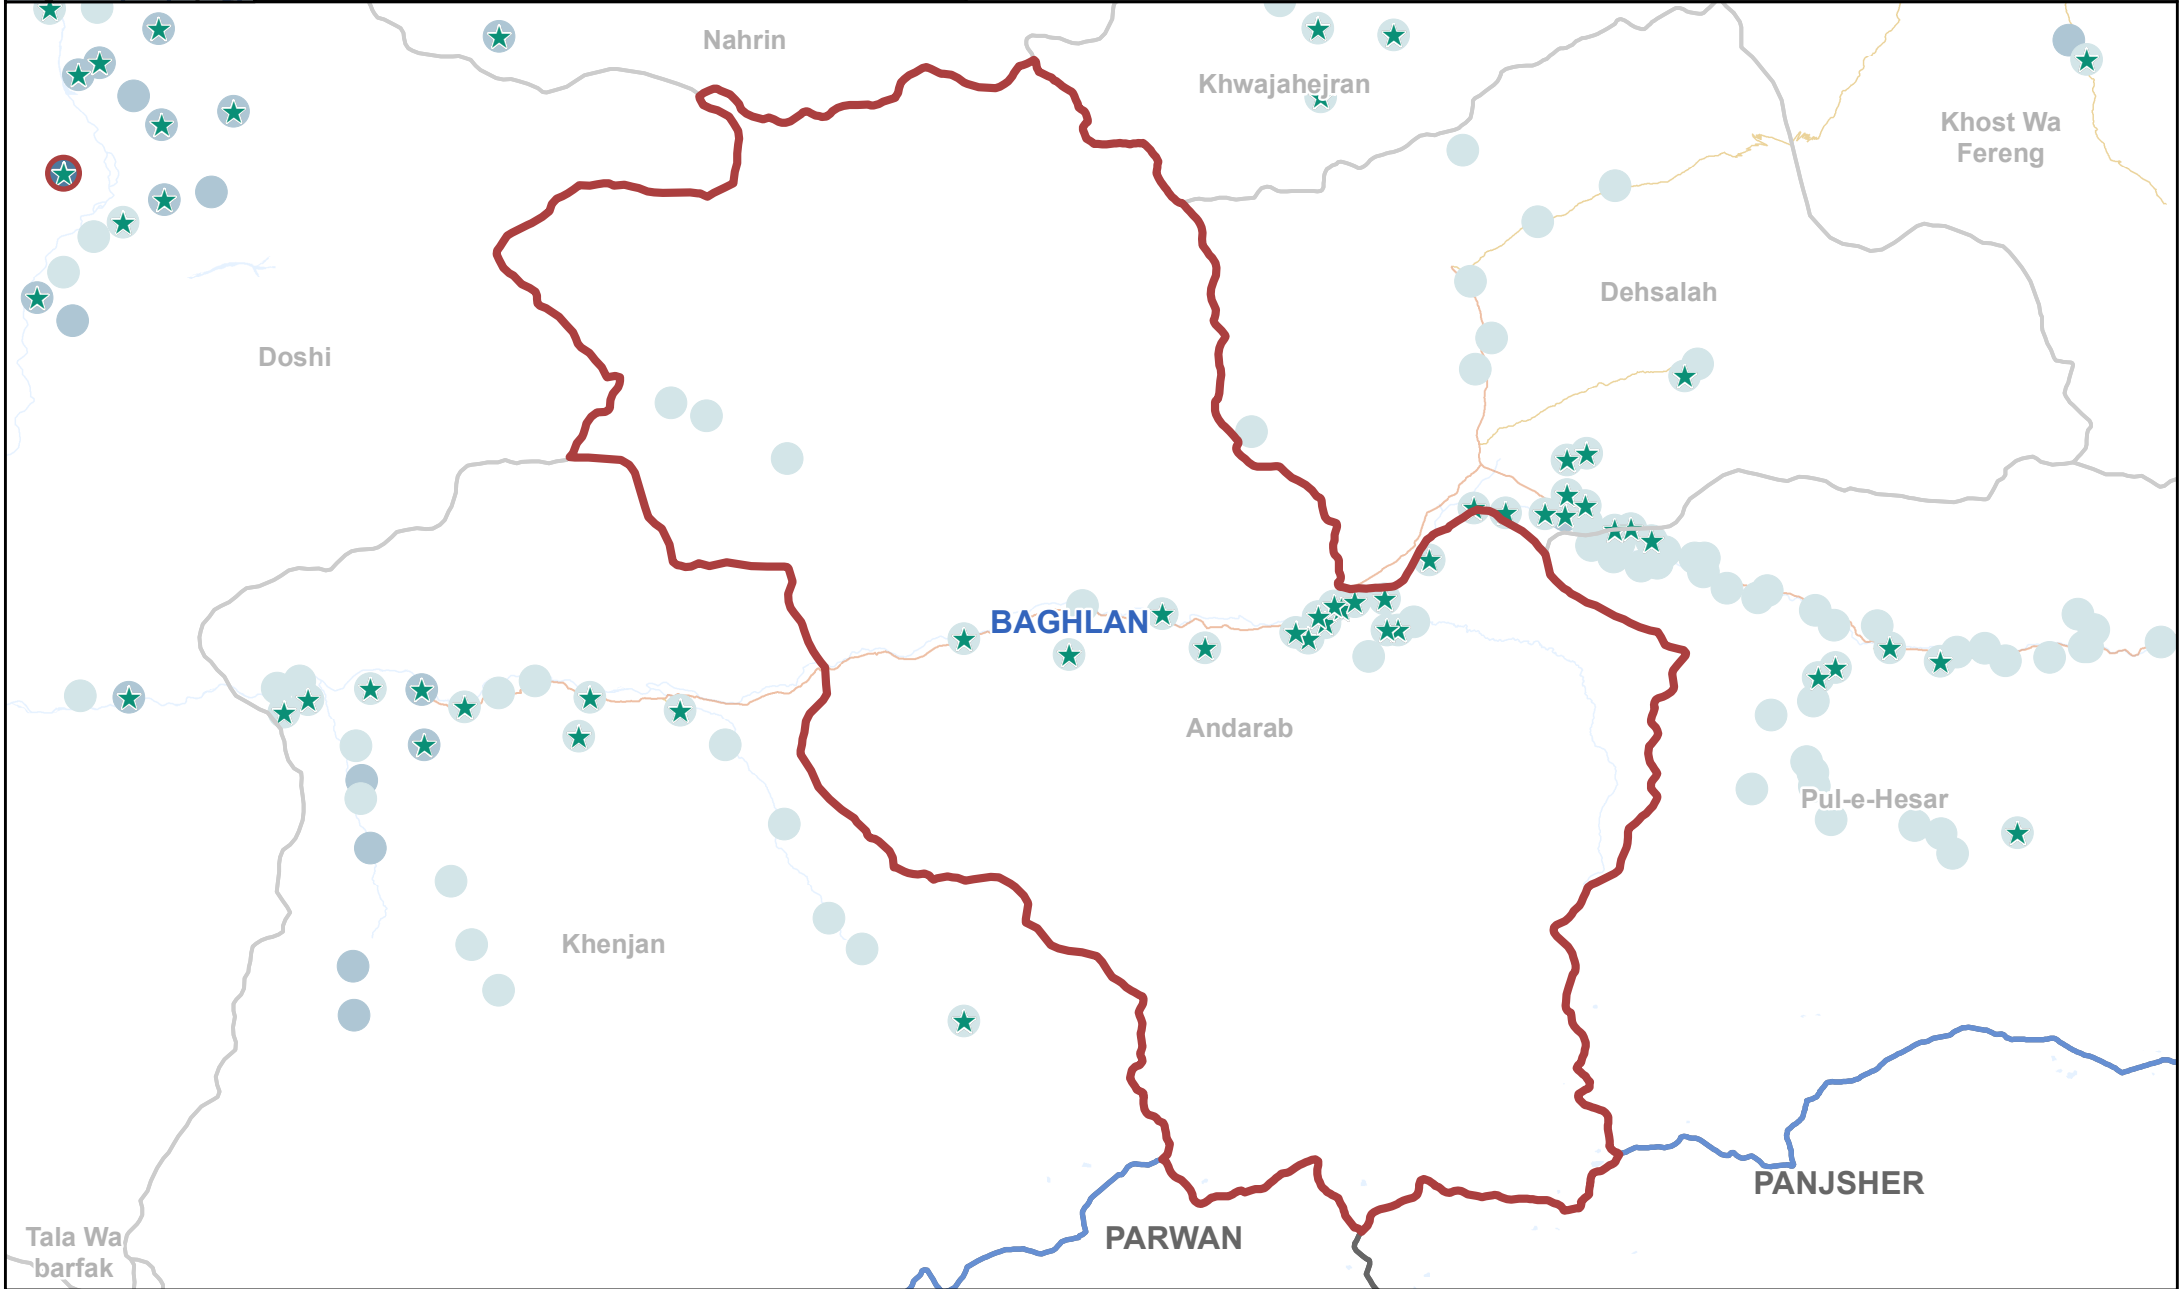 Nahrin
Khwajahejran
Khost Wa
Fereng
Dehsalah
Doshi
BAGHLAN
Andarab
Pul-e-Hesar
Khenjan
PANJSHER
PARWAN
Tala Wa
barfak